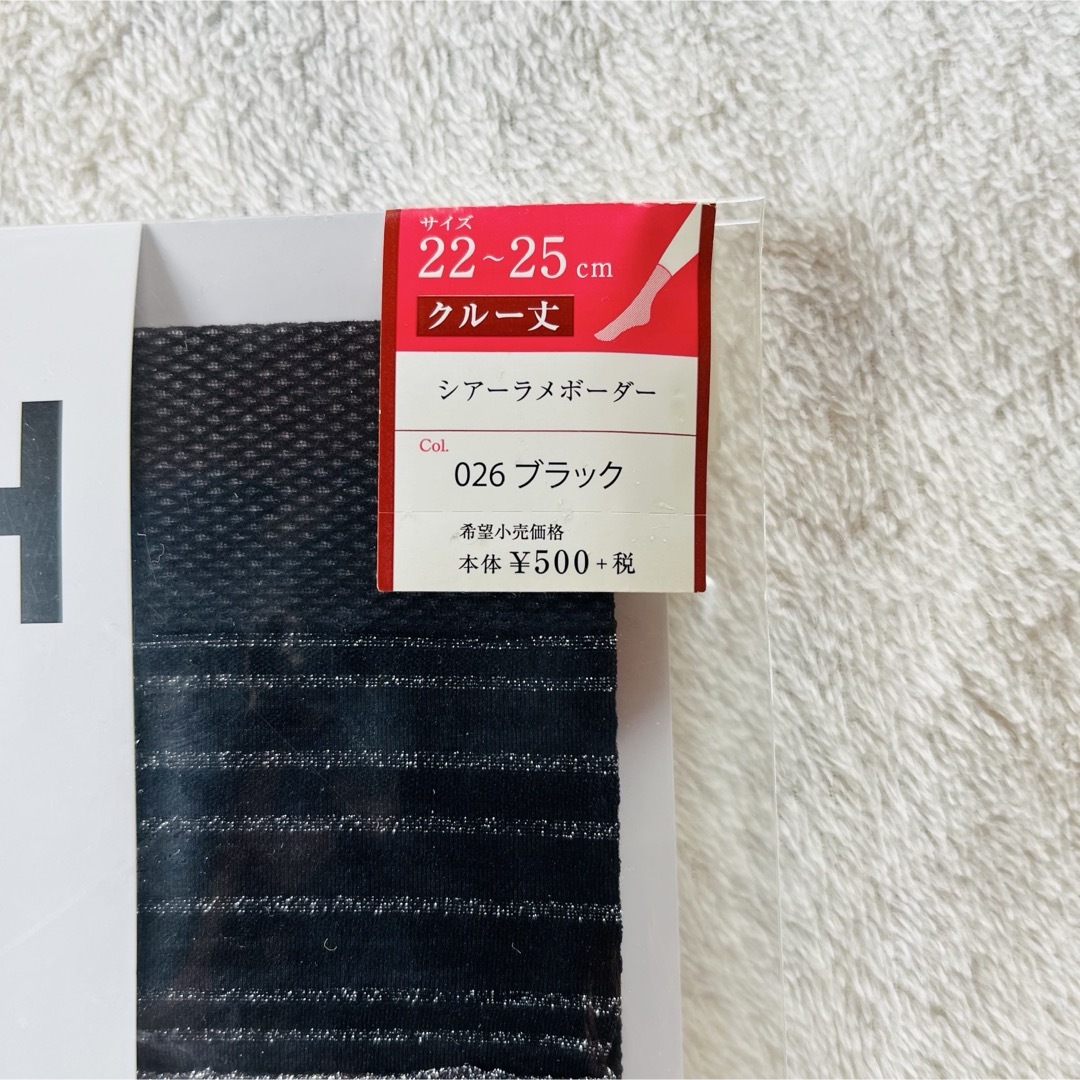 サイズ
22~25cm
クルー丈
シアーラメボーダー
Col.
026 ブラック
希望小売価格
本体 ¥500+税
H